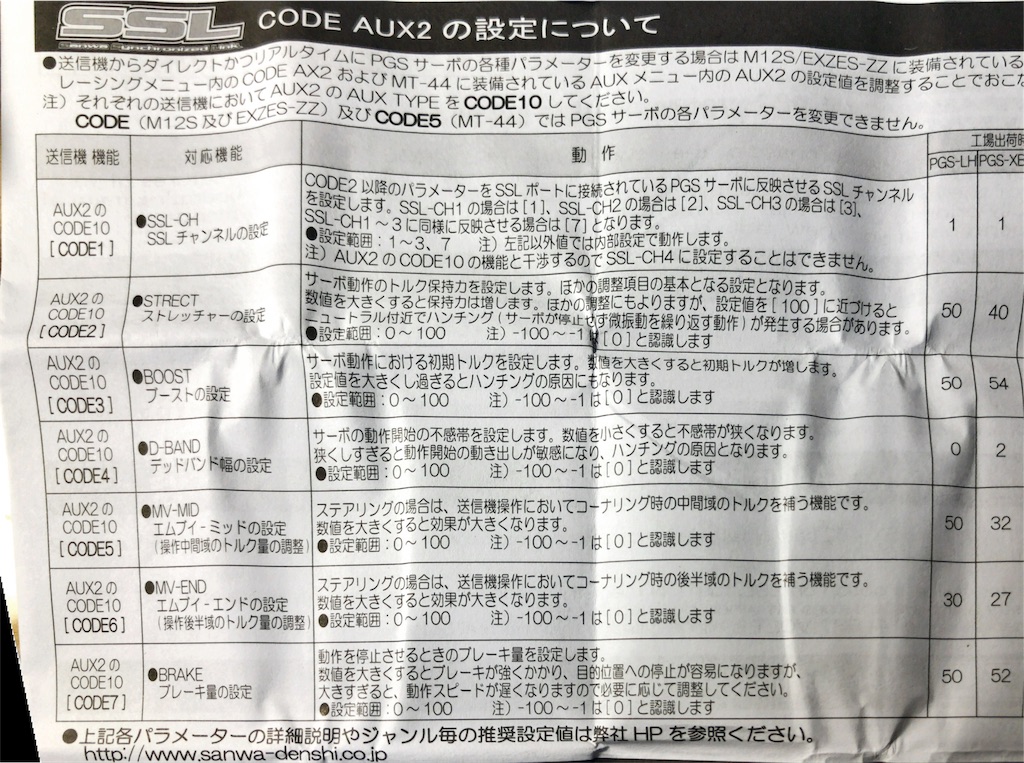 SSL CODE AUX2 の設定について
Sanwa Synchronized Link
●送信機からダイレクトかつリアルタイムに PGS サーボの各種パラメーターを変更する場合は M12S/EXZES-ZZ に装備されている
レーシングメニュー内の CODE AX2 および MT-44 に装備されている AUX メニュー内の AUX2 の設定値を調整することでおこな
注）それぞれの送信機において AUX2 の AUX TYPE を CODE10 してください。
CODE（M12S 及び EXZES-ZZ）及び CODE5（MT-44）では PGS サーボの各パラメーターを変更できません。
送信機 機能 対応機能 動 作 工場出荷時
PGS-LH PGS-XE
AUX2 の
CODE10
[ CODE1 ]
●SSL-CH
SSL チャンネルの設定
CODE2 以降のパラメーターを SSL ポートに接続されている PGS サーボに反映させる SSL チャンネル
を設定します。SSL-CH1 の場合は [ 1 ]、SSL-CH2 の場合は [ 2 ]、SSL-CH3 の場合は [ 3 ]、
SSL-CH1 ～ 3 に同様に反映させる場合は [ 7 ] となります。
●設定範囲：1 ～ 3、7 注）左記以外値では内部設定で動作します。
注）AUX2 の CODE10 の機能と干渉するので SSL-CH4 に設定することはできません。
1 1
AUX2 の
CODE10
[ CODE2 ]
●STRECT
ストレッチャーの設定
サーボ動作のトルク保持力を設定します。ほかの調整項目の基本となる設定となります。
数値を大きくすると保持力は増します。ほかの調整にもよりますが、設定値を [ 100 ] に近づけると
ニュートラル付近でハンチング ( サーボが停止せず微振動を繰り返す動作 ) が発生する場合があります。
●設定範囲：0 ～ 100 注）-100 ～ -1 は [ 0 ] と認識します
50 40
AUX2 の
CODE10
[ CODE3 ]
●BOOST
ブーストの設定
サーボ動作における初期トルクを設定します。数値を大きくすると初期トルクが増します。
設定値を大きくし過ぎるとハンチングの原因にもなります。
●設定範囲：0 ～ 100 注）-100 ～ -1 は [ 0 ] と認識します
50 54
AUX2 の
CODE10
[ CODE4 ]
●D-BAND
デッドバンド幅の設定
サーボの動作開始の不感帯を設定します。数値を小さくすると不感帯が狭くなります。
狭くしすぎると動作開始の動き出しが敏感になり、ハンチングの原因となります。
●設定範囲：0 ～ 100 注）-100 ～ -1 は [ 0 ] と認識します
0 2
AUX2 の
CODE10
[ CODE5 ]
●MV-MID
エムブイ - ミッドの設定
（操作中間域のトルク量の調整）
ステアリングの場合は、送信機操作においてコーナリング時の中間域のトルクを補う機能です。
数値を大きくすると効果が大きくなります。
●設定範囲：0 ～ 100 注）-100 ～ -1 は [ 0 ] と認識します
50 32
AUX2 の
CODE10
[ CODE6 ]
●MV-END
エムブイ - エンドの設定
（操作後半域のトルク量の調整）
ステアリングの場合は、送信機操作においてコーナリング時の後半域のトルクを補う機能です。
数値を大きくすると効果が大きくなります。
●設定範囲：0 ～ 100 注）-100 ～ -1 は [ 0 ] と認識します
30 27
AUX2 の
CODE10
[ CODE7 ]
●BRAKE
ブレーキ量の設定
動作を停止させるときのブレーキ量を設定します。
数値を大きくするとブレーキが強くかかり、目的位置への停止が容易になりますが、
大きすぎると、動作スピードが遅くなりますので必要に応じて調整してください。
●設定範囲：0 ～ 100 注）-100 ～ -1 は [ 0 ] と認識します
50 52
●上記各パラメーターの詳細説明やジャンル毎の推奨設定値は弊社 HP を参照ください。
http://www.sanwa-denshi.co.jp